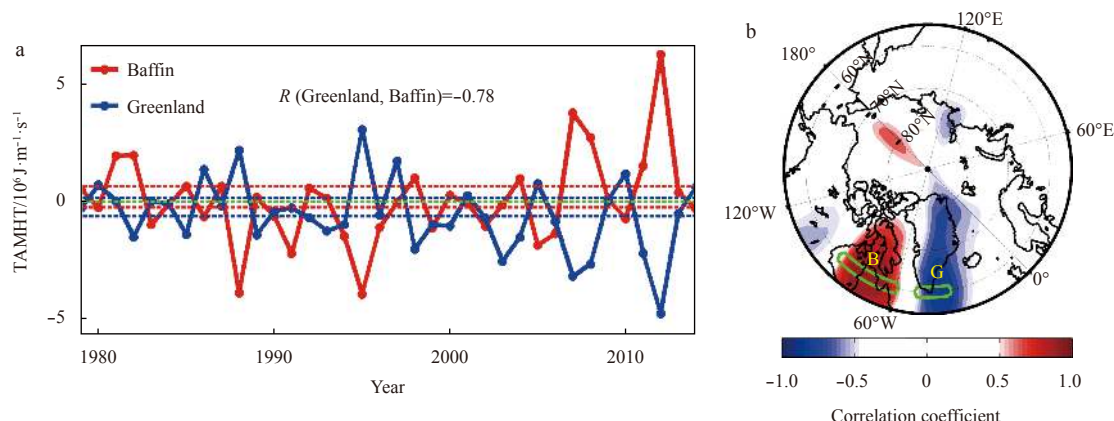 a
TAMHT/10⁶ J·m⁻¹·s⁻¹
5
0
−5
Baffin
Greenland
R (Greenland, Baffin)=−0.78
1980
1990
2000
2010
Year
b
120°E
180°
60°N
70°N
80°N
60°E
120°W
B
G
0°
60°W
−1.0
−0.5
0
0.5
1.0
Correlation coefficient